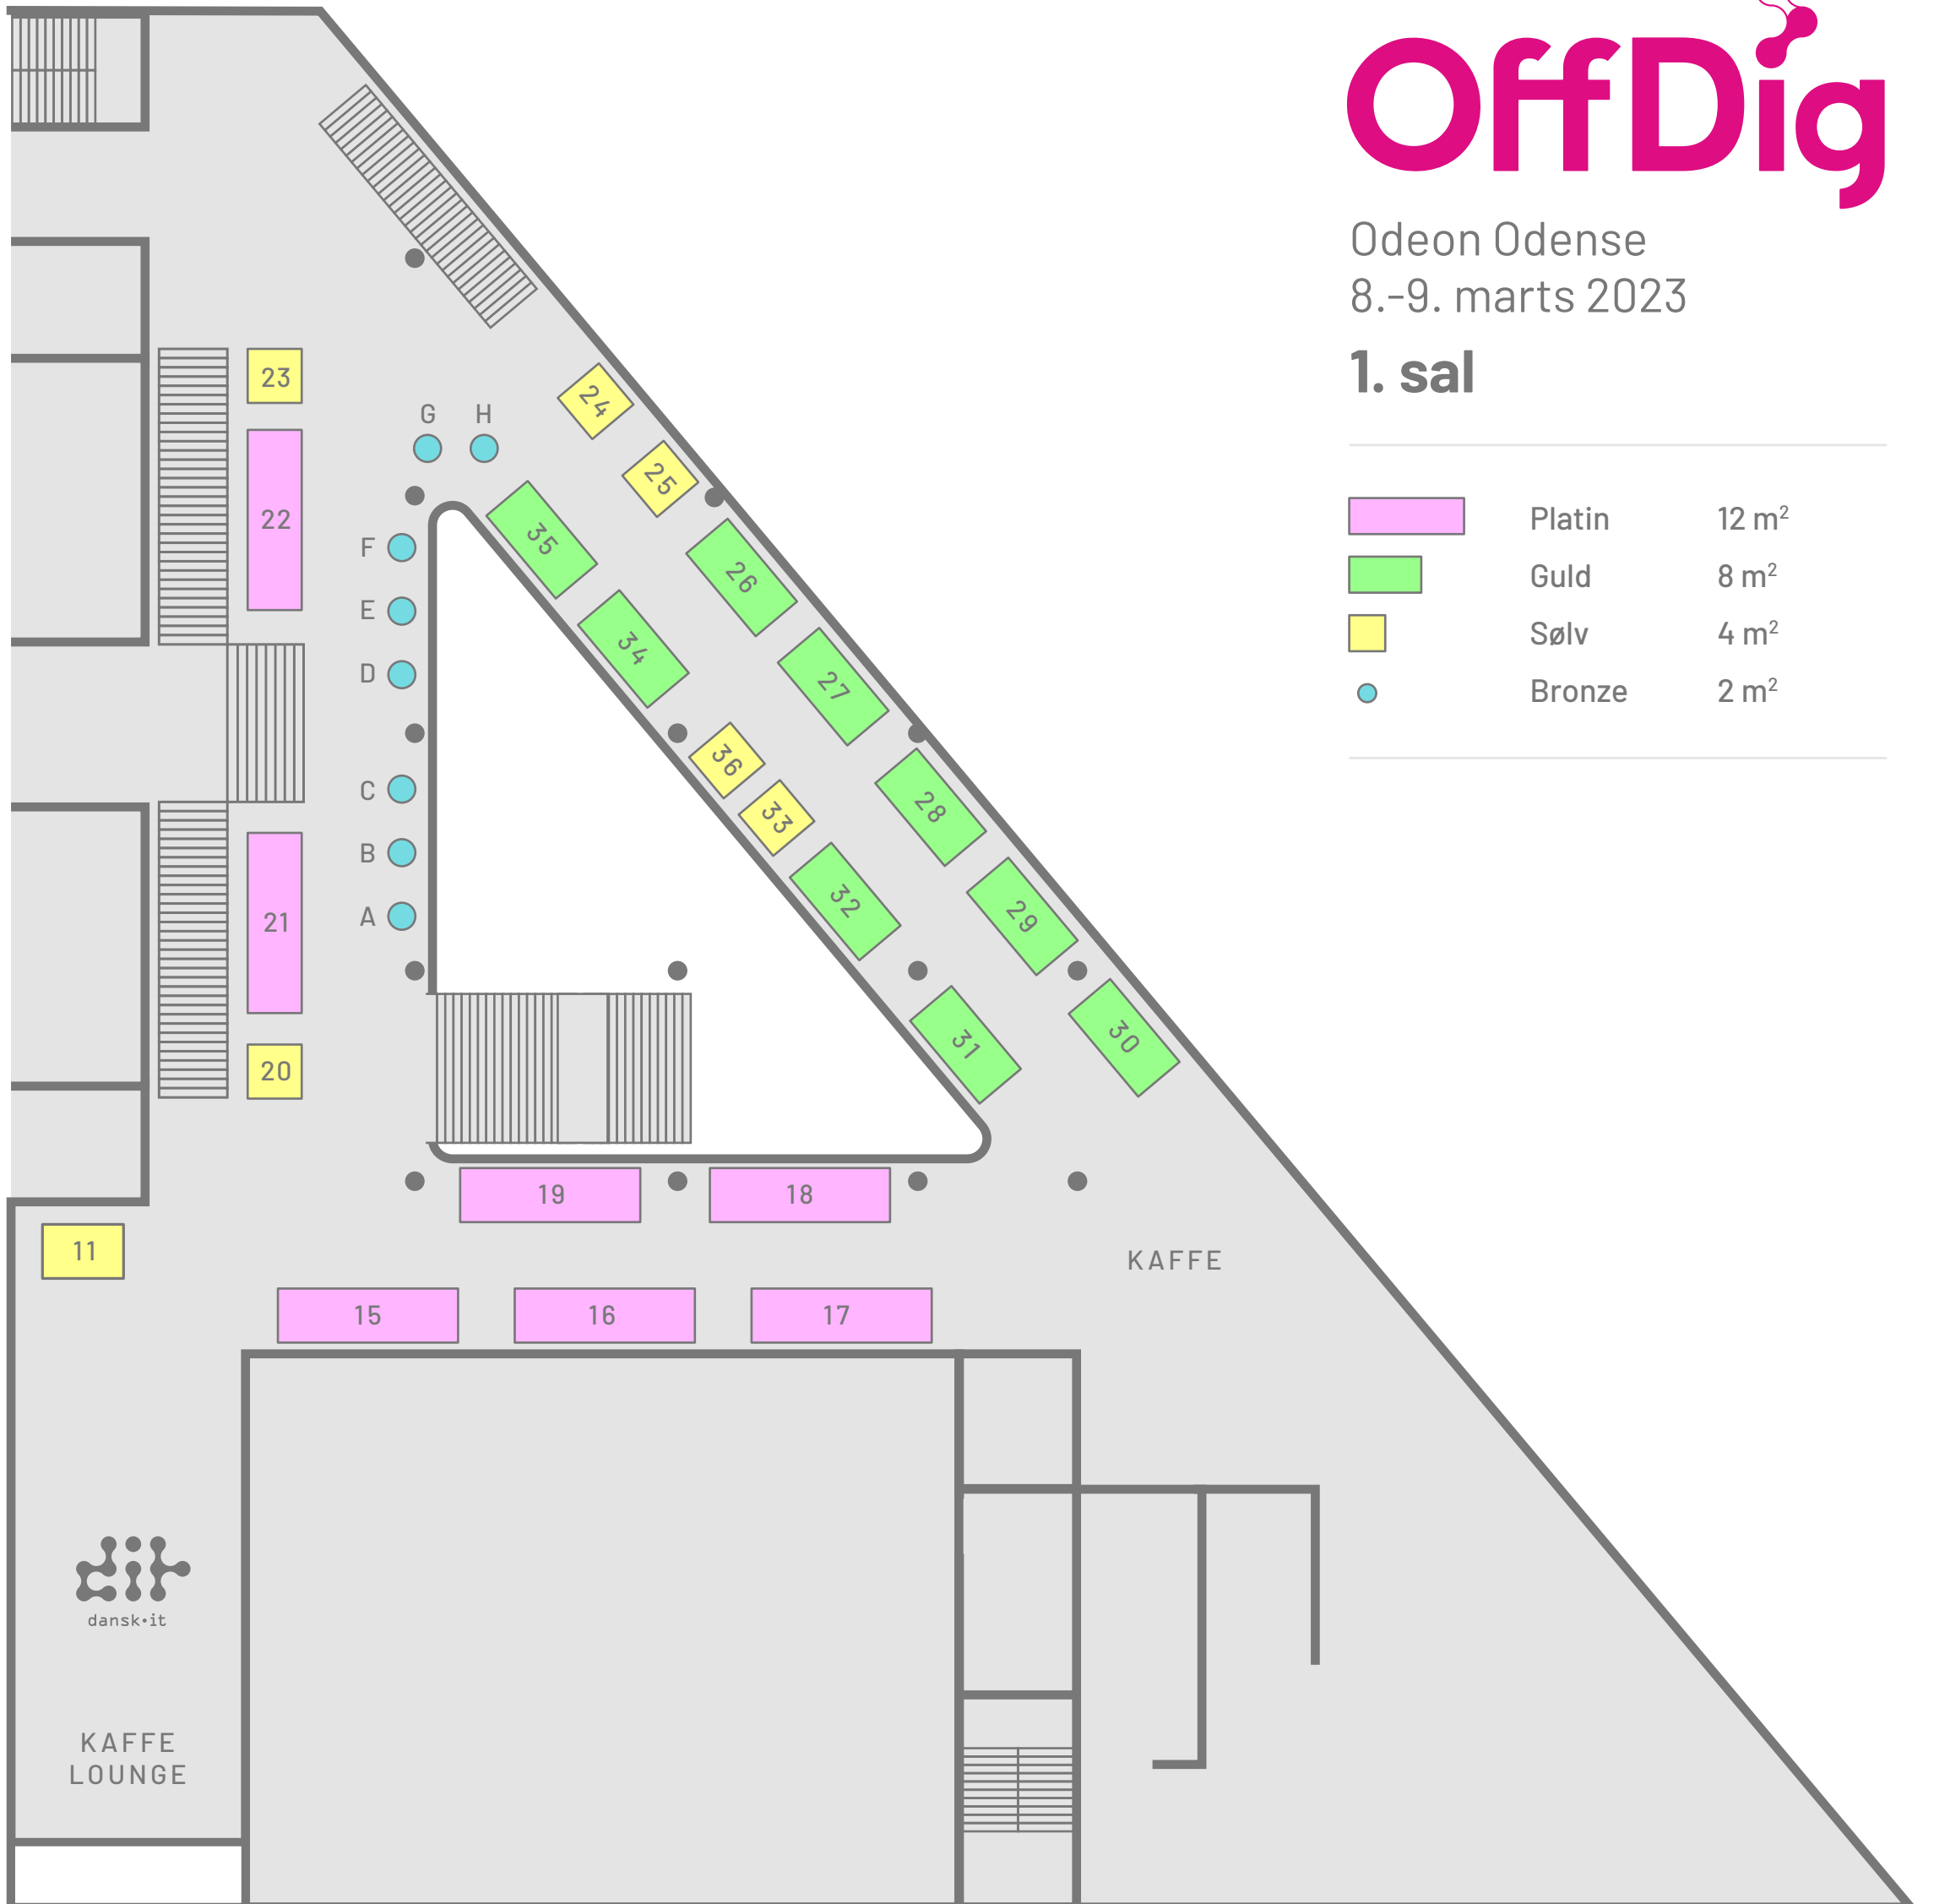 OffDig
Odeon Odense
8.-9. marts 2023
1. sal
Platin 12 m²
Guld 8 m²
Sølv 4 m²
Bronze 2 m²
23
24
G H
25
22
35
F
26
E
34
D
27
36
C
28
33
B
32
A
21
29
31
30
20
19
18
11
KAFFE
15
16
17
dit
dansk•it
KAFFE
LOUNGE